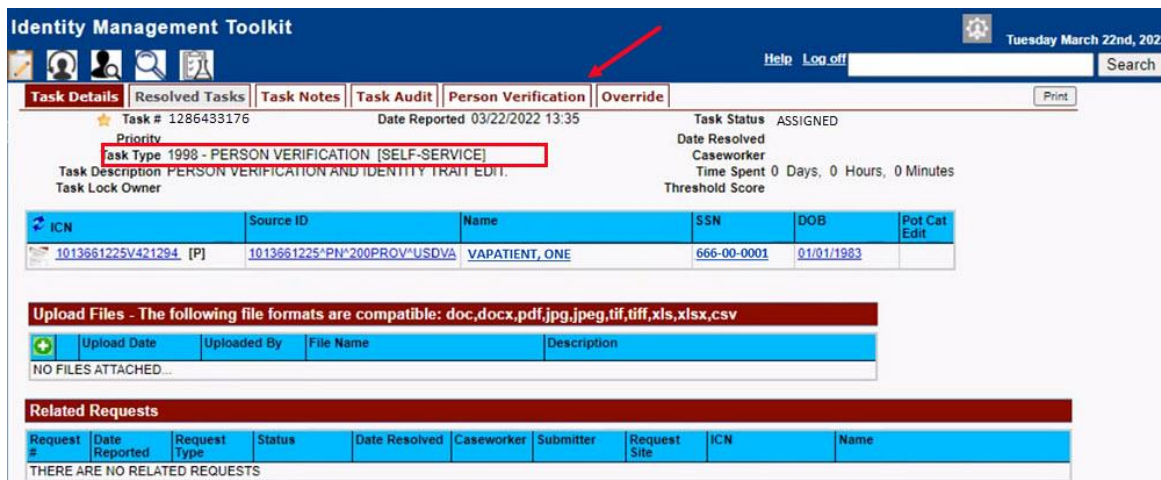 Identity Management Toolkit
Tuesday March 22nd, 202
Help Log off Search
Task Details Resolved Tasks Task Notes Task Audit Person Verification Override Print
Task # 1286433176 Date Reported 03/22/2022 13:35 Task Status ASSIGNED
Priority Date Resolved
Task Type 1998 - PERSON VERIFICATION [SELF-SERVICE] Caseworker
Task Description PERSON VERIFICATION AND IDENTITY TRAIT EDIT. Time Spent 0 Days, 0 Hours, 0 Minutes
Task Lock Owner Threshold Score
ICN Source ID Name SSN DOB Pot Cat Edit
1013661225V421294 [P] 1013661225^PN^200PROV^USDVA VAPATIENT, ONE 666-00-0001 01/01/1983
Upload Files - The following file formats are compatible: doc,docx,pdf,jpg,jpeg,tif,tiff,xls,xlsx,csv
Upload Date Uploaded By File Name Description
NO FILES ATTACHED...
Related Requests
Request # Date Reported Request Type Status Date Resolved Caseworker Submitter Request Site ICN Name
THERE ARE NO RELATED REQUESTS